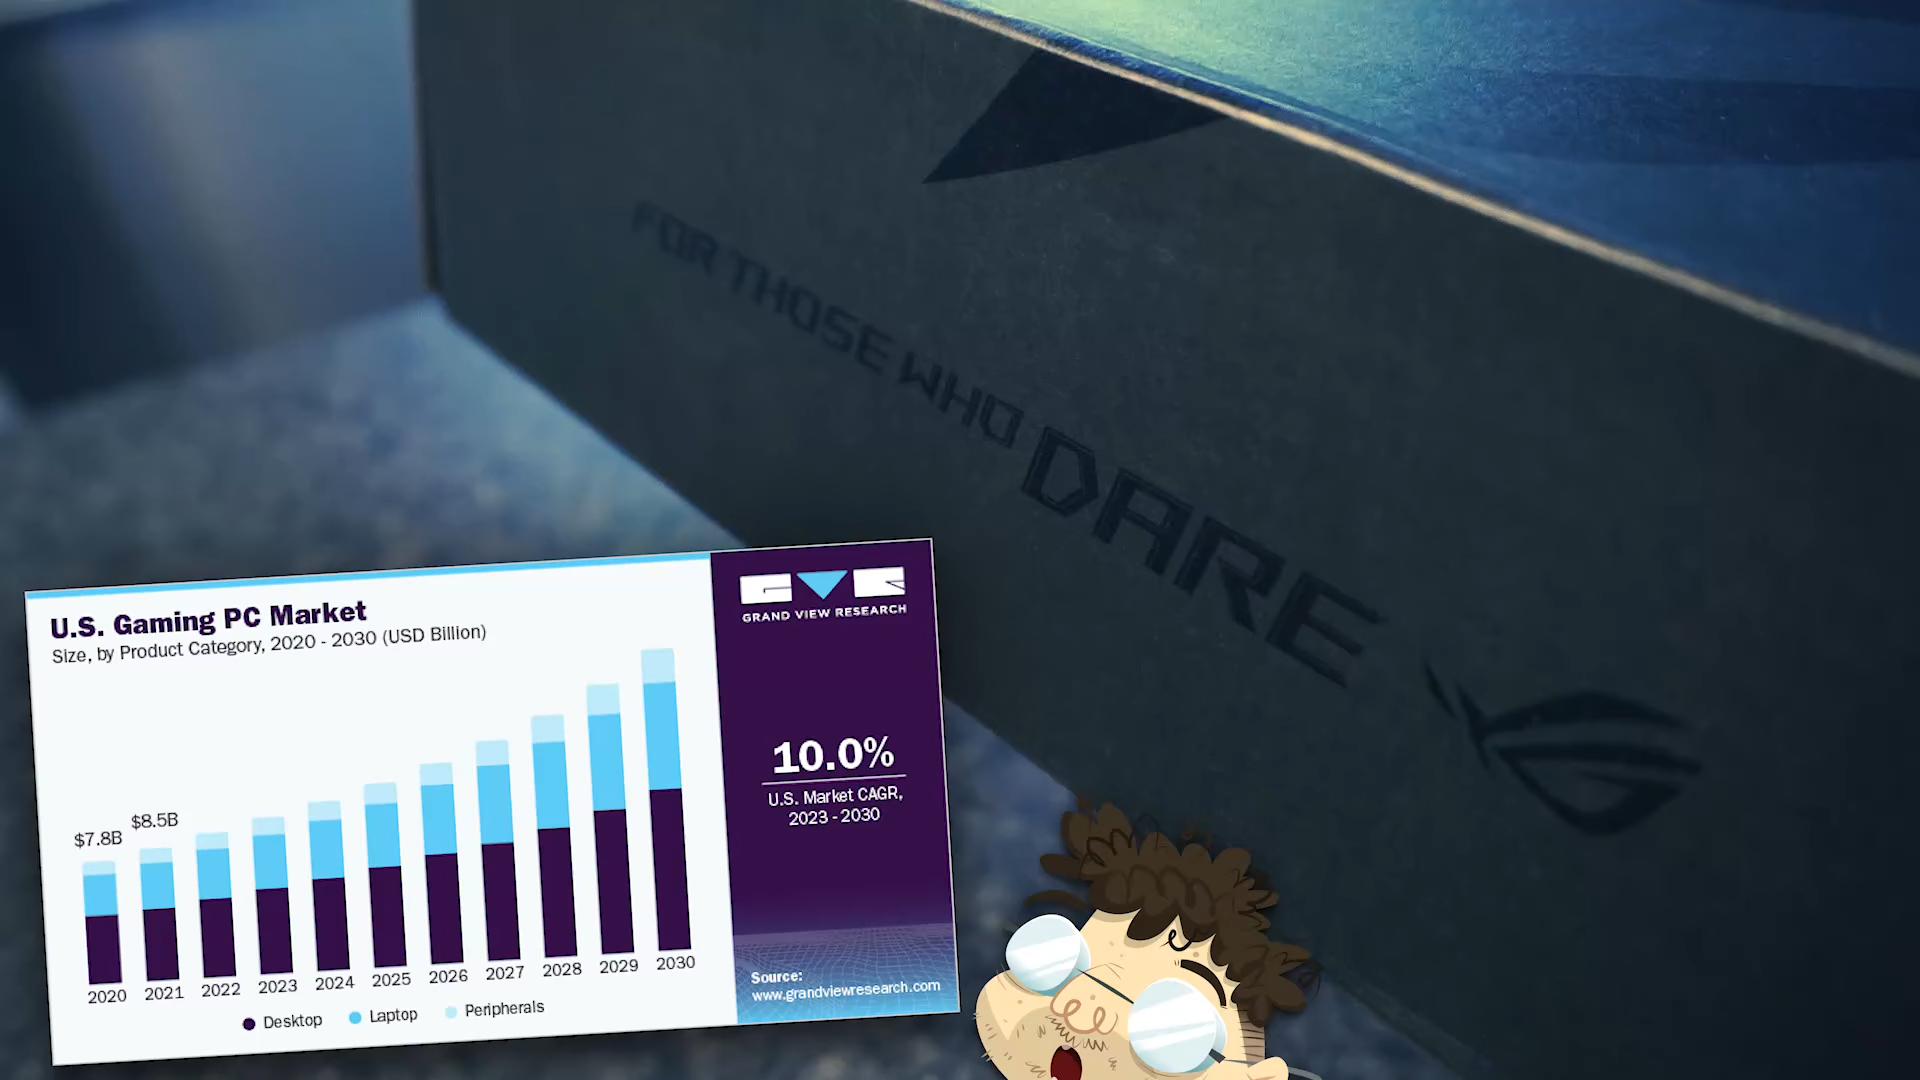 FOR THOSE WHO DARE
U.S. Gaming PC Market
Size, by Product Category, 2020 - 2030 (USD Billion)
$7.8B
$8.5B
2020
2021
2022
2023
2024
2025
2026
2027
2028
2029
2030
Desktop
Laptop
Peripherals
GRAND VIEW RESEARCH
10.0%
U.S. Market CAGR,
2023 - 2030
Source:
www.grandviewresearch.com